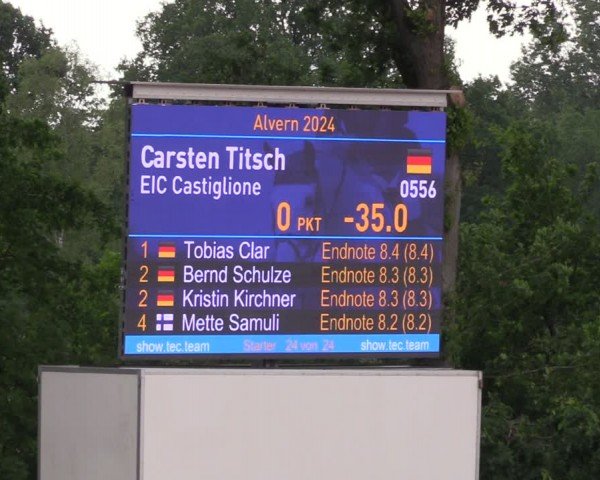 Alvern 2024
Carsten Titsch
EIC Castiglione 0556
0 PKT -35.0
1 Tobias Clar Endnote 8.4 (8.4)
2 Bernd Schulze Endnote 8.3 (8.3)
2 Kristin Kirchner Endnote 8.3 (8.3)
4 Mette Samuli Endnote 8.2 (8.2)
show.tec.team Starter 24 von 24 show.tec.team